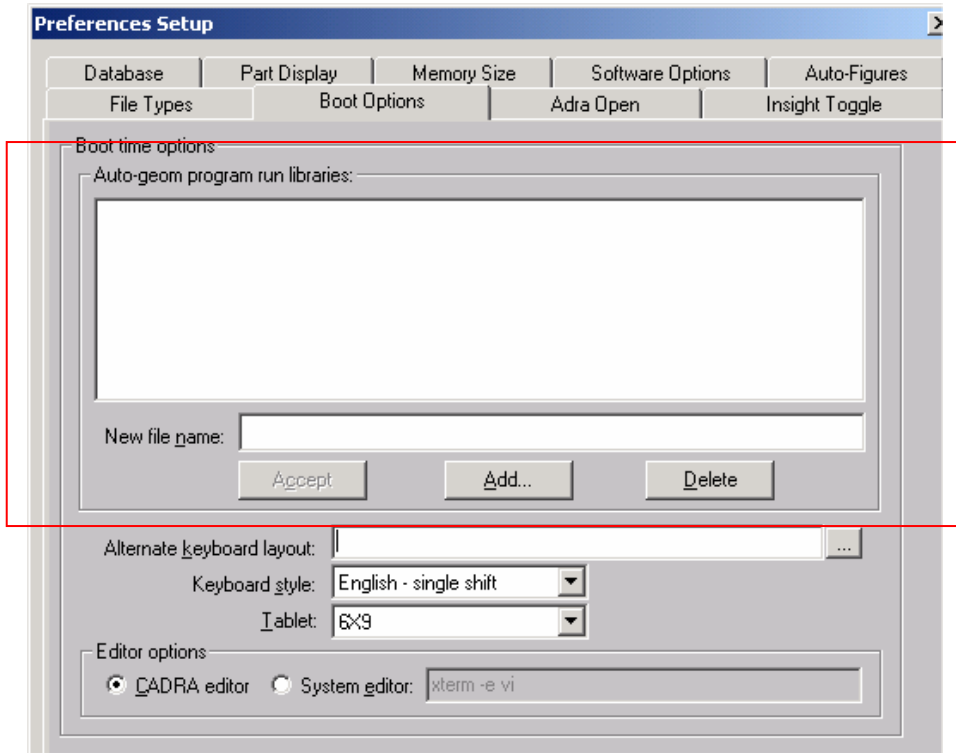 Preferences Setup
Database Part Display Memory Size Software Options Auto-Figures
File Types Boot Options Adra Open Insight Toggle
Boot time options
Auto-geom program run libraries:
New file name:
Accept Add... Delete
Alternate keyboard layout: ...
Keyboard style: English - single shift
Tablet: 6X9
Editor options
CADRA editor System editor: xterm -e vi